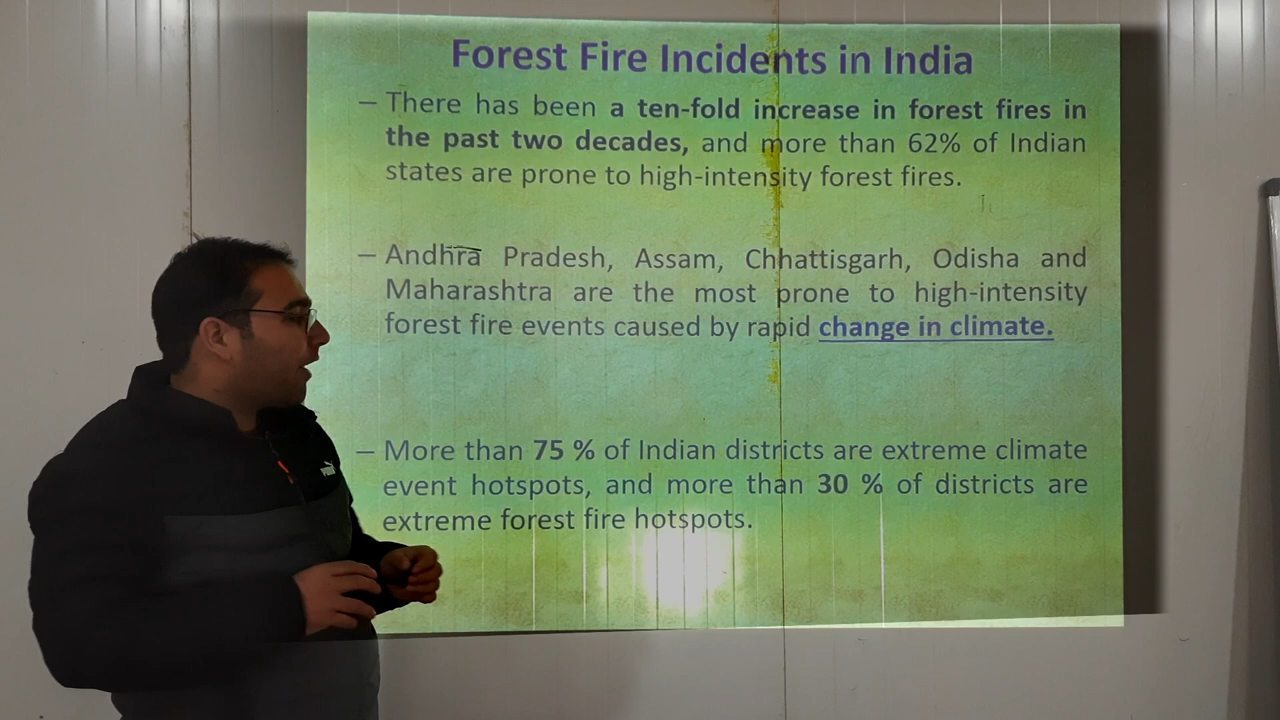 Forest Fire Incidents in India
– There has been a ten-fold increase in forest fires in
the past two decades, and more than 62% of Indian
states are prone to high-intensity forest fires.
– Andhra Pradesh, Assam, Chhattisgarh, Odisha and
Maharashtra are the most prone to high-intensity
forest fire events caused by rapid change in climate.
– More than 75 % of Indian districts are extreme climate
event hotspots, and more than 30 % of districts are
extreme forest fire hotspots.
PUMA